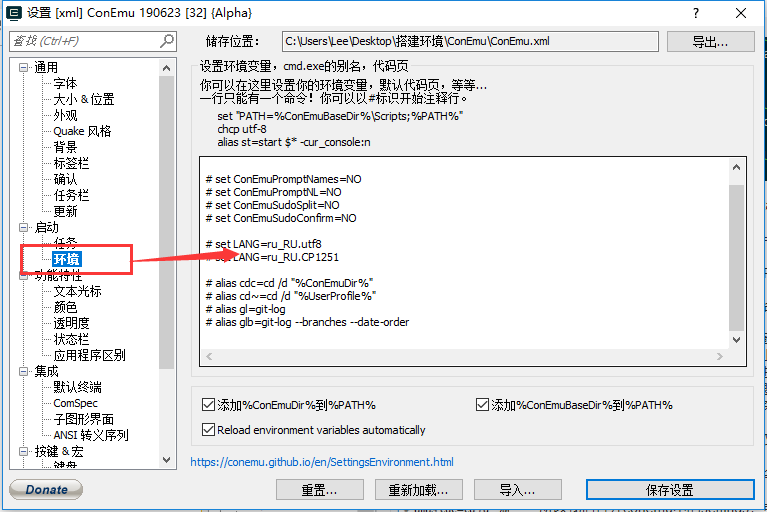 设置 [xml] ConEmu 190623 [32] {Alpha}
查找 (Ctrl+F)
储存位置：
C:\Users\Lee\Desktop\搭建环境\ConEmu\ConEmu.xml
导出...
通用
字体
大小 & 位置
外观
Quake 风格
背景
标签栏
确认
任务栏
更新
启动
任务
环境
功能特性
文本光标
颜色
透明度
状态栏
应用程序区别
集成
默认终端
ComSpec
子图形界面
ANSI 转义序列
按键 & 宏
键盘
设置环境变量，cmd.exe的别名，代码页
你可以在这里设置你的环境变量，默认代码页，等等...
一行只能有一个命令！你可以以#标识开始注释行。
set "PATH=%ConEmuBaseDir%\Scripts;%PATH%"
chcp utf-8
alias st=start $* -cur_console:n
# set ConEmuPromptNames=NO
# set ConEmuPromptNL=NO
# set ConEmuSudoSplit=NO
# set ConEmuSudoConfirm=NO
# set LANG=ru_RU.utf8
# set LANG=ru_RU.CP1251
# alias cdc=cd /d "%ConEmuDir%"
# alias cd~=cd /d "%UserProfile%"
# alias gl=git-log
# alias glb=git-log --branches --date-order
添加%ConEmuDir%到%PATH%
添加%ConEmuBaseDir%到%PATH%
Reload environment variables automatically
https://conemu.github.io/en/SettingsEnvironment.html
Donate
重置...
重新加载...
导入...
保存设置